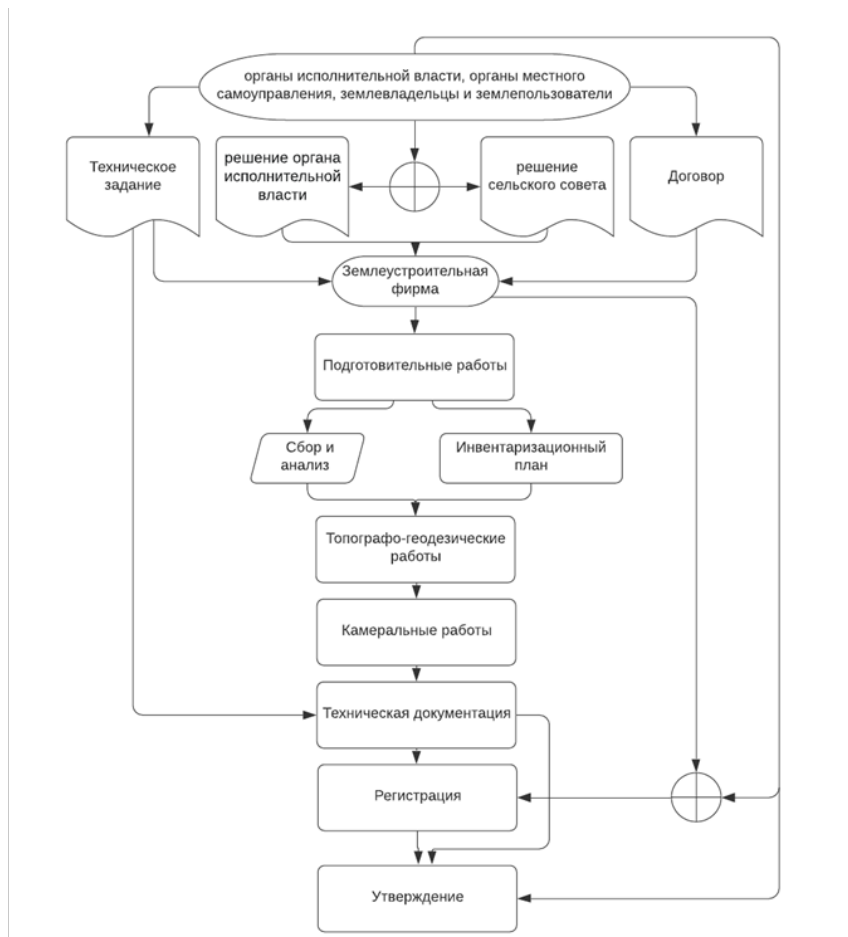 органы исполнительной власти, органы местного
самоуправления, землевладельцы и землепользователи
Техническое
задание
решение органа
исполнительной
власти
решение
сельского совета
Договор
Землеустроительная
фирма
Подготовительные работы
Сбор и
анализ
Инвентаризационный
план
Топографо-геодезические
работы
Камеральные работы
Техническая документация
Регистрация
Утверждение